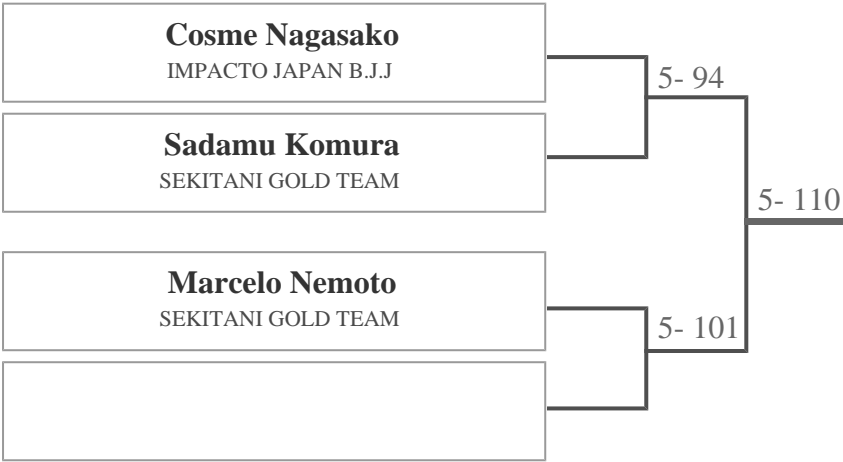 Cosme Nagasako
IMPACTO JAPAN B.J.J
5- 94
Sadamu Komura
SEKITANI GOLD TEAM
5- 110
Marcelo Nemoto
SEKITANI GOLD TEAM
5- 101